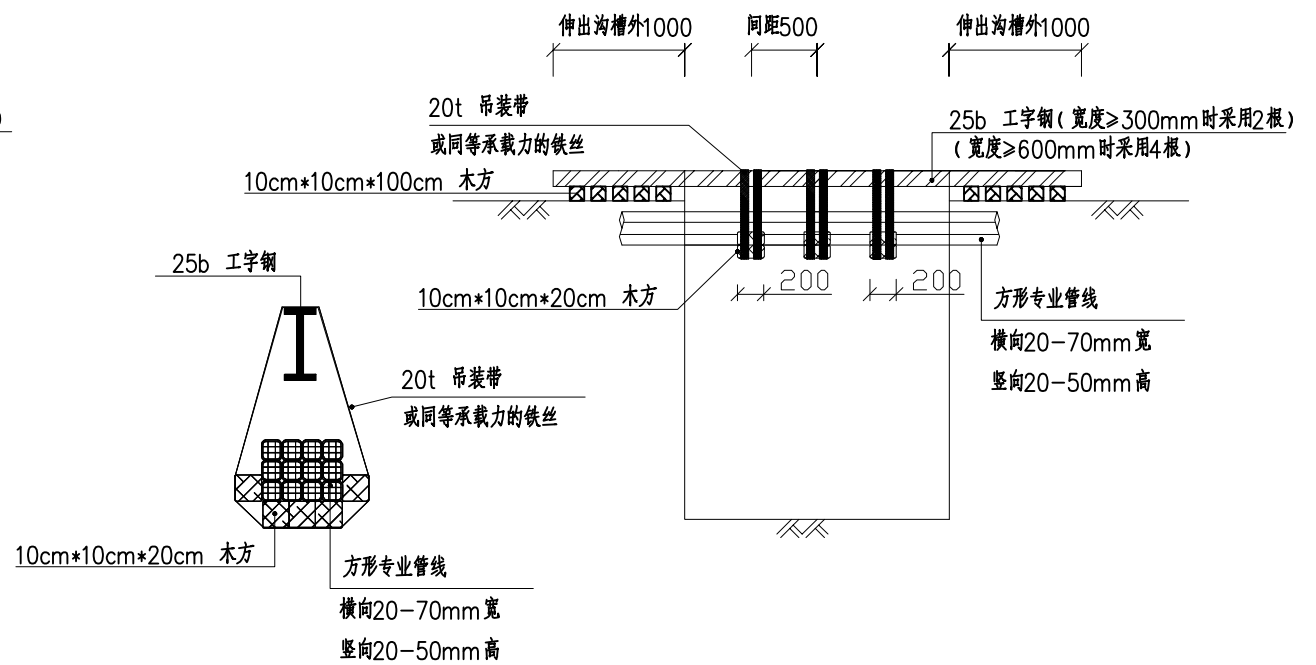 伸出沟槽外1000
间距500
伸出沟槽外1000
20t 吊装带
或同等承载力的铁丝
25b 工字钢(宽度≥300mm时采用2根)
(宽度≥600mm时采用4根)
10cm*10cm*100cm 木方
25b 工字钢
200
200
10cm*10cm*20cm 木方
方形专业管线
横向20-70mm宽
竖向20-50mm高
20t 吊装带
或同等承载力的铁丝
10cm*10cm*20cm 木方
方形专业管线
横向20-70mm宽
竖向20-50mm高